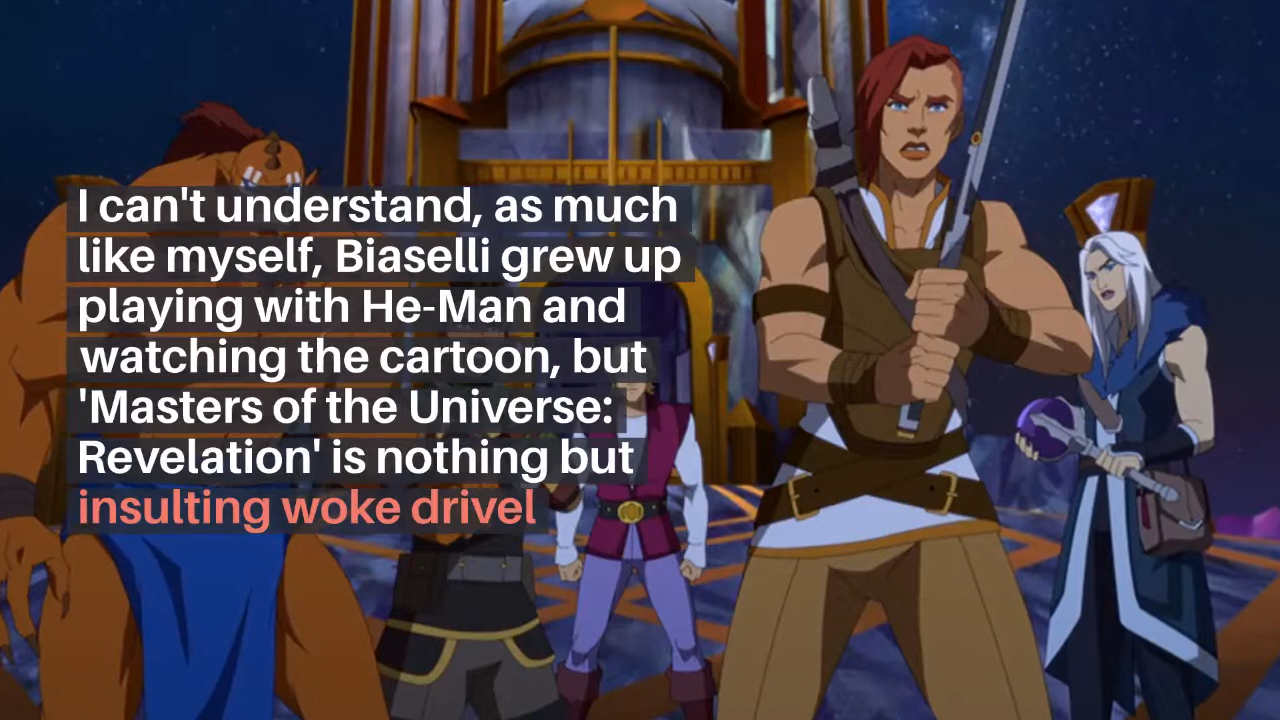 I can't understand, as much
like myself, Biaselli grew up
playing with He-Man and
watching the cartoon, but
'Masters of the Universe:
Revelation' is nothing but
insulting woke drivel